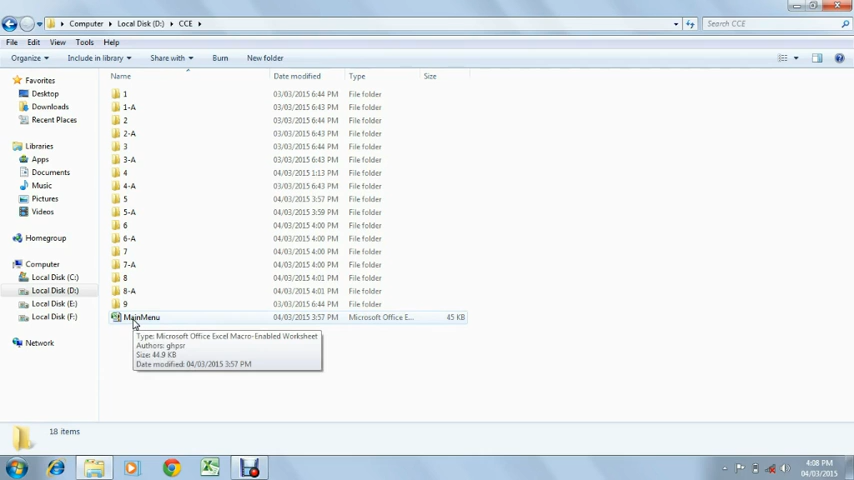 Computer ▸ Local Disk (D:) ▸ CCE ▸
Search CCE
File Edit View Tools Help
Organize Include in library Share with Burn New folder
Name Date modified Type Size
Favorites
Desktop
Downloads
Recent Places
Libraries
Apps
Documents
Music
Pictures
Videos
Homegroup
Computer
Local Disk (C:)
Local Disk (D:)
Local Disk (E:)
Local Disk (F:)
Network
1 03/03/2015 6:44 PM File folder
1-A 03/03/2015 6:43 PM File folder
2 03/03/2015 6:44 PM File folder
2-A 03/03/2015 6:43 PM File folder
3 03/03/2015 6:44 PM File folder
3-A 03/03/2015 6:43 PM File folder
4 04/03/2015 1:13 PM File folder
4-A 03/03/2015 6:43 PM File folder
5 04/03/2015 3:57 PM File folder
5-A 04/03/2015 3:59 PM File folder
6 04/03/2015 4:00 PM File folder
6-A 04/03/2015 4:00 PM File folder
7 04/03/2015 4:00 PM File folder
7-A 04/03/2015 4:00 PM File folder
8 04/03/2015 4:01 PM File folder
8-A 04/03/2015 4:01 PM File folder
9 03/03/2015 6:44 PM File folder
MainMenu 04/03/2015 3:57 PM Microsoft Office E... 45 KB
Type: Microsoft Office Excel Macro-Enabled Worksheet
Authors: ghpsr
Size: 44.9 KB
Date modified: 04/03/2015 3:57 PM
18 items
4:08 PM
04/03/2015